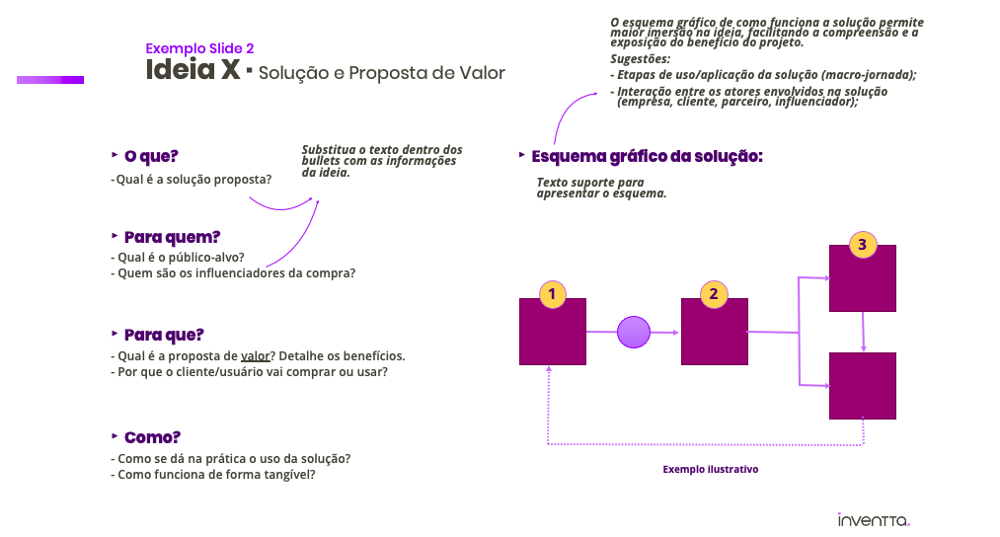 Exemplo Slide 2
Ideia X · Solução e Proposta de Valor
O esquema gráfico de como funciona a solução permite
maior imersão na ideia, facilitando a compreensão e a
exposição do benefício do projeto.
Sugestões:
- Etapas de uso/aplicação da solução (macro-jornada);
- Interação entre os atores envolvidos na solução
(empresa, cliente, parceiro, influenciador);
O que?
- Qual é a solução proposta?
Substitua o texto dentro dos
bullets com as informações
da ideia.
Para quem?
- Qual é o público-alvo?
- Quem são os influenciadores da compra?
Para que?
- Qual é a proposta de valor? Detalhe os benefícios.
- Por que o cliente/usuário vai comprar ou usar?
Como?
- Como se dá na prática o uso da solução?
- Como funciona de forma tangível?
Esquema gráfico da solução:
Texto suporte para
apresentar o esquema.
1
2
3
Exemplo ilustrativo
inventta.